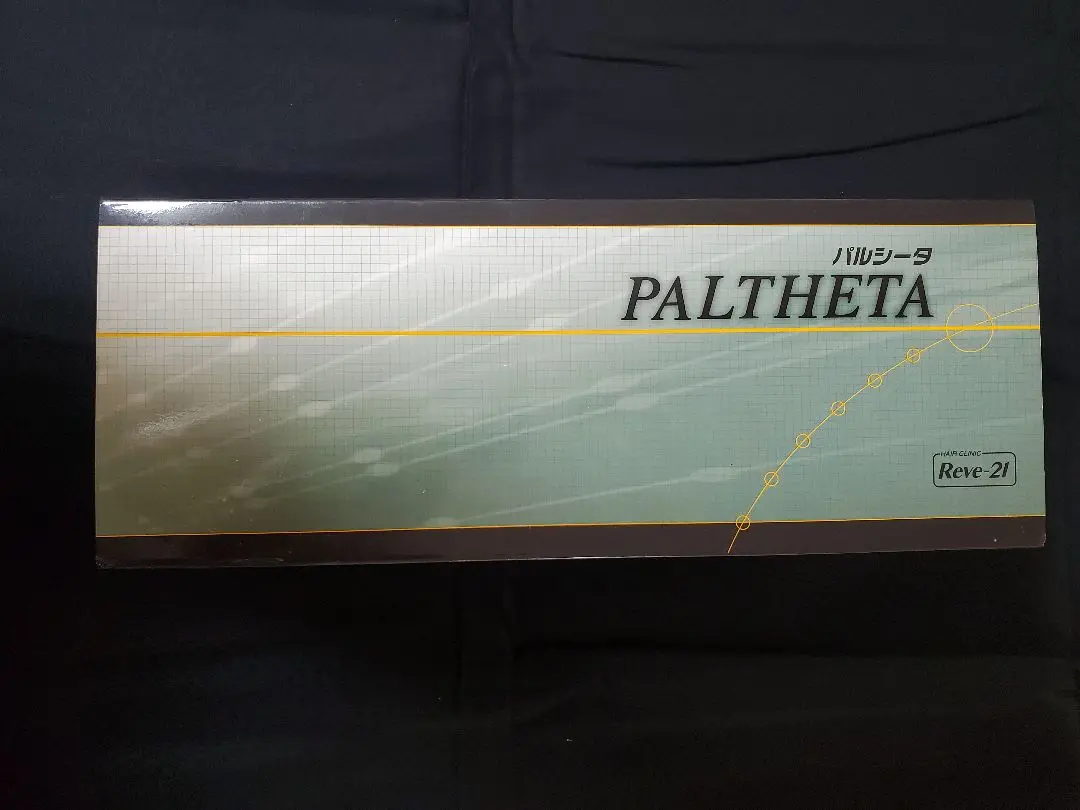 パルシータ
PALTHETA
HAIR CLINIC
Reve-21